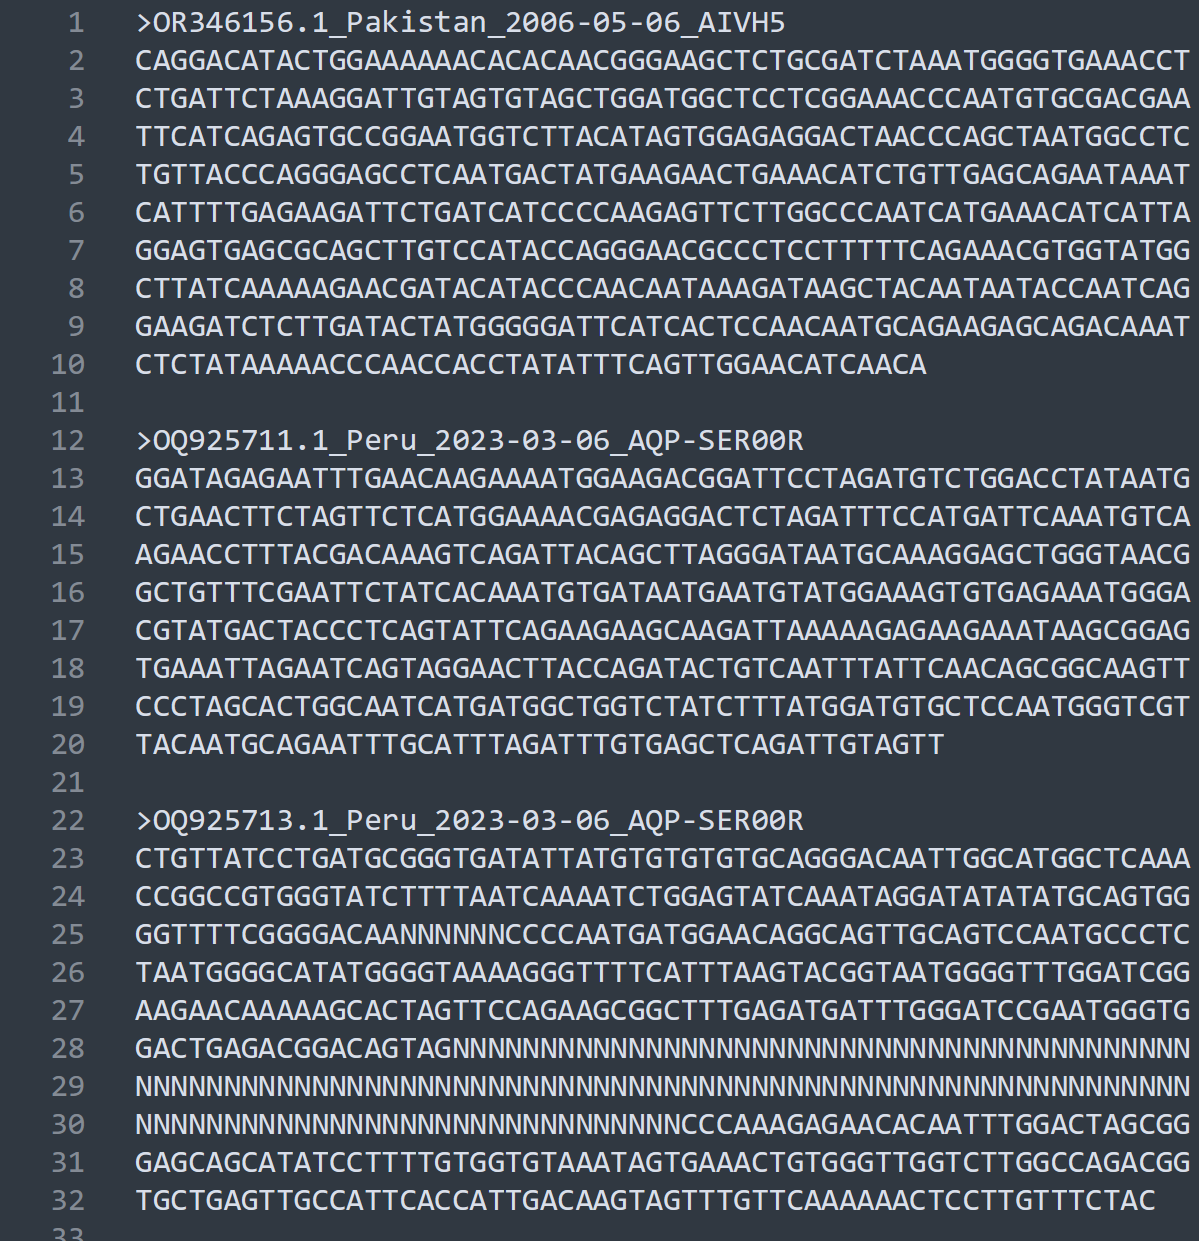 1 >OR346156.1_Pakistan_2006-05-06_AIVH5
2 CAGGACATACTGGAAAAAACACACAACGGGAAGCTCTGCGATCTAAATGGGGTGAAACCT
3 CTGATTCTAAAGGATTGTAGTGTAGCTGGATGGCTCCTCGGAAACCCAATGTGCGACGAA
4 TTCATCAGAGTGCCGGAATGGTCTTACATAGTGGAGAGGACTAACCCAGCTAATGGCCTC
5 TGTTACCCAGGGAGCCTCAATGACTATGAAGAACTGAAACATCTGTTGAGCAGAATAAAT
6 CATTTTGAGAAGATTCTGATCATCCCCAAGAGTTCTTGGCCCAATCATGAAACATCATTA
7 GGAGTGAGCGCAGCTTGTCCATACCAGGGAACGCCCTCCTTTTTCAGAAACGTGGTATGG
8 CTTATCAAAAAGAACGATACATACCCAACAATAAAGATAAGCTACAATAATACCAATCAG
9 GAAGATCTCTTGATACTATGGGGGATTCATCACTCCAACAATGCAGAAGAGCAGACAAAT
10 CTCTATAAAAACCCAACCACCTATATTTCAGTTGGAACATCAACA
11
12 >OQ925711.1_Peru_2023-03-06_AQP-SER00R
13 GGATAGAGAATTTGAACAAGAAAATGGAAGACGGATTCCTAGATGTCTGGACCTATAATG
14 CTGAACTTCTAGTTCTCATGGAAAACGAGAGGACTCTAGATTTCCATGATTCAAATGTCA
15 AGAACCTTTACGACAAAGTCAGATTACAGCTTAGGGATAATGCAAAGGAGCTGGGTAACG
16 GCTGTTTCGAATTCTATCACAAATGTGATAATGAATGTATGGAAAGTGTGAGAAATGGGA
17 CGTATGACTACCCTCAGTATTCAGAAGAAGCAAGATTAAAAAGAGAAGAAATAAGCGGAG
18 TGAAATTAGAATCAGTAGGAACTTACCAGATACTGTCAATTTATTCAACAGCGGCAAGTT
19 CCCTAGCACTGGCAATCATGATGGCTGGTCTATCTTTATGGATGTGCTCCAATGGGTCGT
20 TACAATGCAGAATTTGCATTTAGATTTGTGAGCTCAGATTGTAGTT
21
22 >OQ925713.1_Peru_2023-03-06_AQP-SER00R
23 CTGTTATCCTGATGCGGGTGATATTATGTGTGTGTGCAGGGACAATTGGCATGGCTCAAA
24 CCGGCCGTGGGTATCTTTTAATCAAAATCTGGAGTATCAAATAGGATATATATGCAGTGG
25 GGTTTTCGGGGACAANNNNNNCCCCAATGATGGAACAGGCAGTTGCAGTCCAATGCCCTC
26 TAATGGGGCATATGGGGTAAAAGGGTTTTCATTTAAGTACGGTAATGGGGTTTGGATCGG
27 AAGAACAAAAAGCACTAGTTCCAGAAGCGGCTTTGAGATGATTTGGGATCCGAATGGGTG
28 GACTGAGACGGACAGTAGNNNNNNNNNNNNNNNNNNNNNNNNNNNNNNNNNNNNNNNNNN
29 NNNNNNNNNNNNNNNNNNNNNNNNNNNNNNNNNNNNNNNNNNNNNNNNNNNNNNNNNNNN
30 NNNNNNNNNNNNNNNNNNNNNNNNNNNNNNNCCCAAAGAGAACACAATTTGGACTAGCGG
31 GAGCAGCATATCCTTTTGTGGTGTAAATAGTGAAACTGTGGGTTGGTCTTGGCCAGACGG
32 TGCTGAGTTGCCATTCACCATTGACAAGTAGTTTGTTCAAAAAACTCCTTGTTTCTAC
33